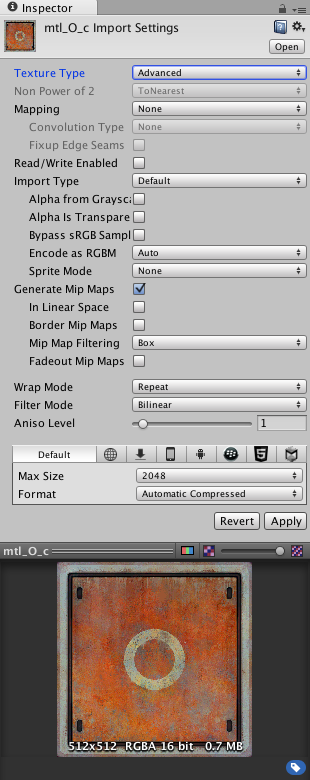 Inspector
mtl_O_c Import Settings
Open
Texture Type Advanced
Non Power of 2 ToNearest
Mapping None
Convolution Type None
Fixup Edge Seams
Read/Write Enabled
Import Type Default
Alpha from Graysca
Alpha Is Transpare
Bypass sRGB Sampl
Encode as RGBM Auto
Sprite Mode None
Generate Mip Maps
In Linear Space
Border Mip Maps
Mip Map Filtering Box
Fadeout Mip Maps
Wrap Mode Repeat
Filter Mode Bilinear
Aniso Level 1
Default
Max Size 2048
Format Automatic Compressed
Revert Apply
mtl_O_c
512x512 RGBA 16 bit 0.7 MB